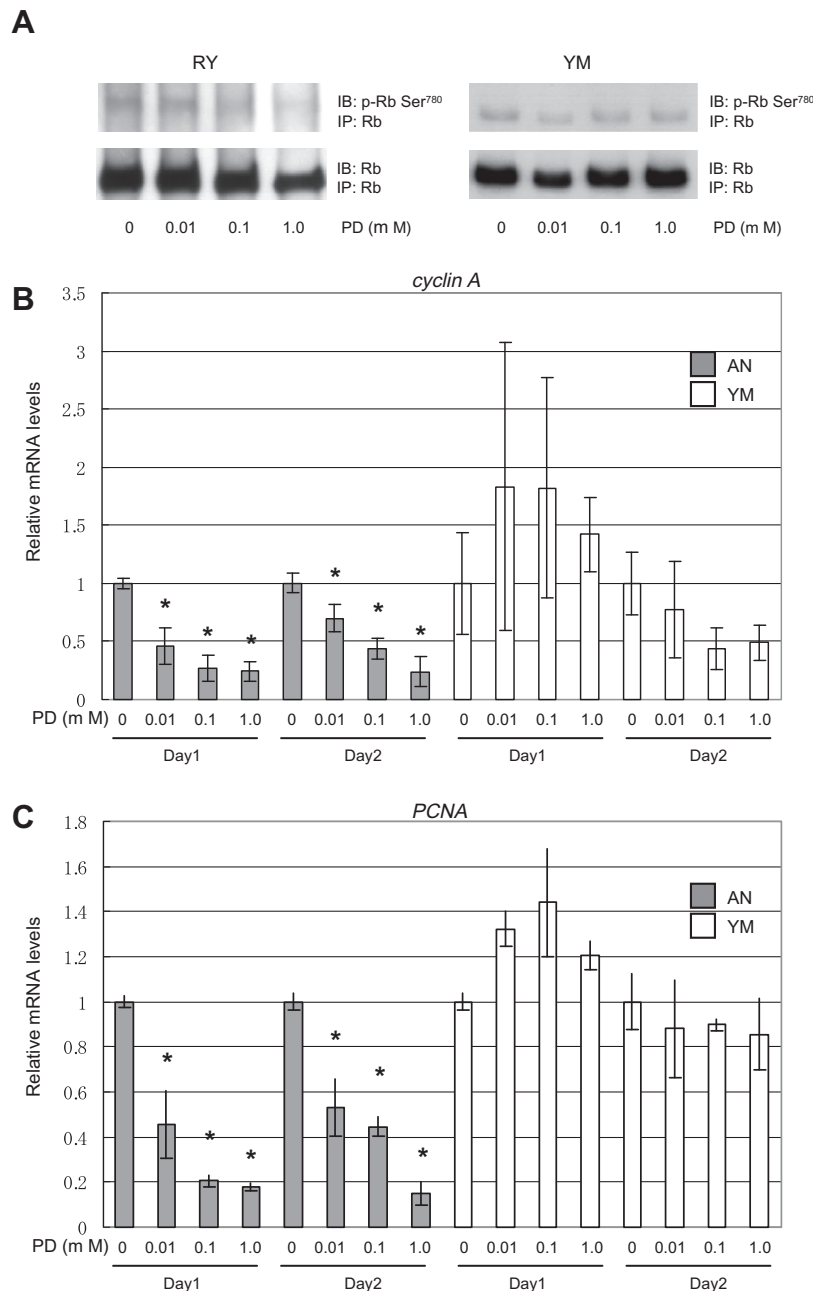 A
RY YM
IB: p-Rb Ser780
IP: Rb
IB: Rb
IP: Rb
0 0.01 0.1 1.0 PD (m M)
IB: p-Rb Ser780
IP: Rb
IB: Rb
IP: Rb
0 0.01 0.1 1.0 PD (m M)
B
cyclin A
Relative mRNA levels
3.5
3
2.5
2
1.5
1
0.5
0
AN
YM
* * * * * *
PD (m M) 0 0.01 0.1 1.0 0 0.01 0.1 1.0 0 0.01 0.1 1.0 0 0.01 0.1 1.0
Day1 Day2 Day1 Day2
C
PCNA
Relative mRNA levels
1.8
1.6
1.4
1.2
1
0.8
0.6
0.4
0.2
0
AN
YM
* * * * * *
PD (m M) 0 0.01 0.1 1.0 0 0.01 0.1 1.0 0 0.01 0.1 1.0 0 0.01 0.1 1.0
Day1 Day2 Day1 Day2